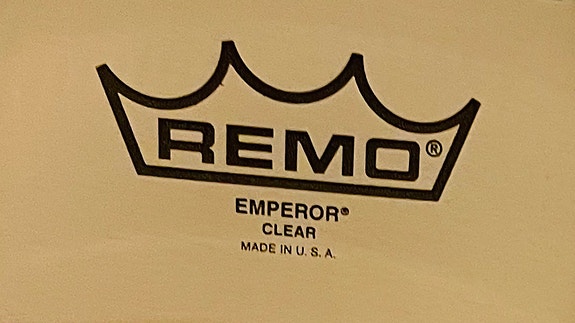 REMO®
EMPEROR®
CLEAR
MADE IN U. S. A.